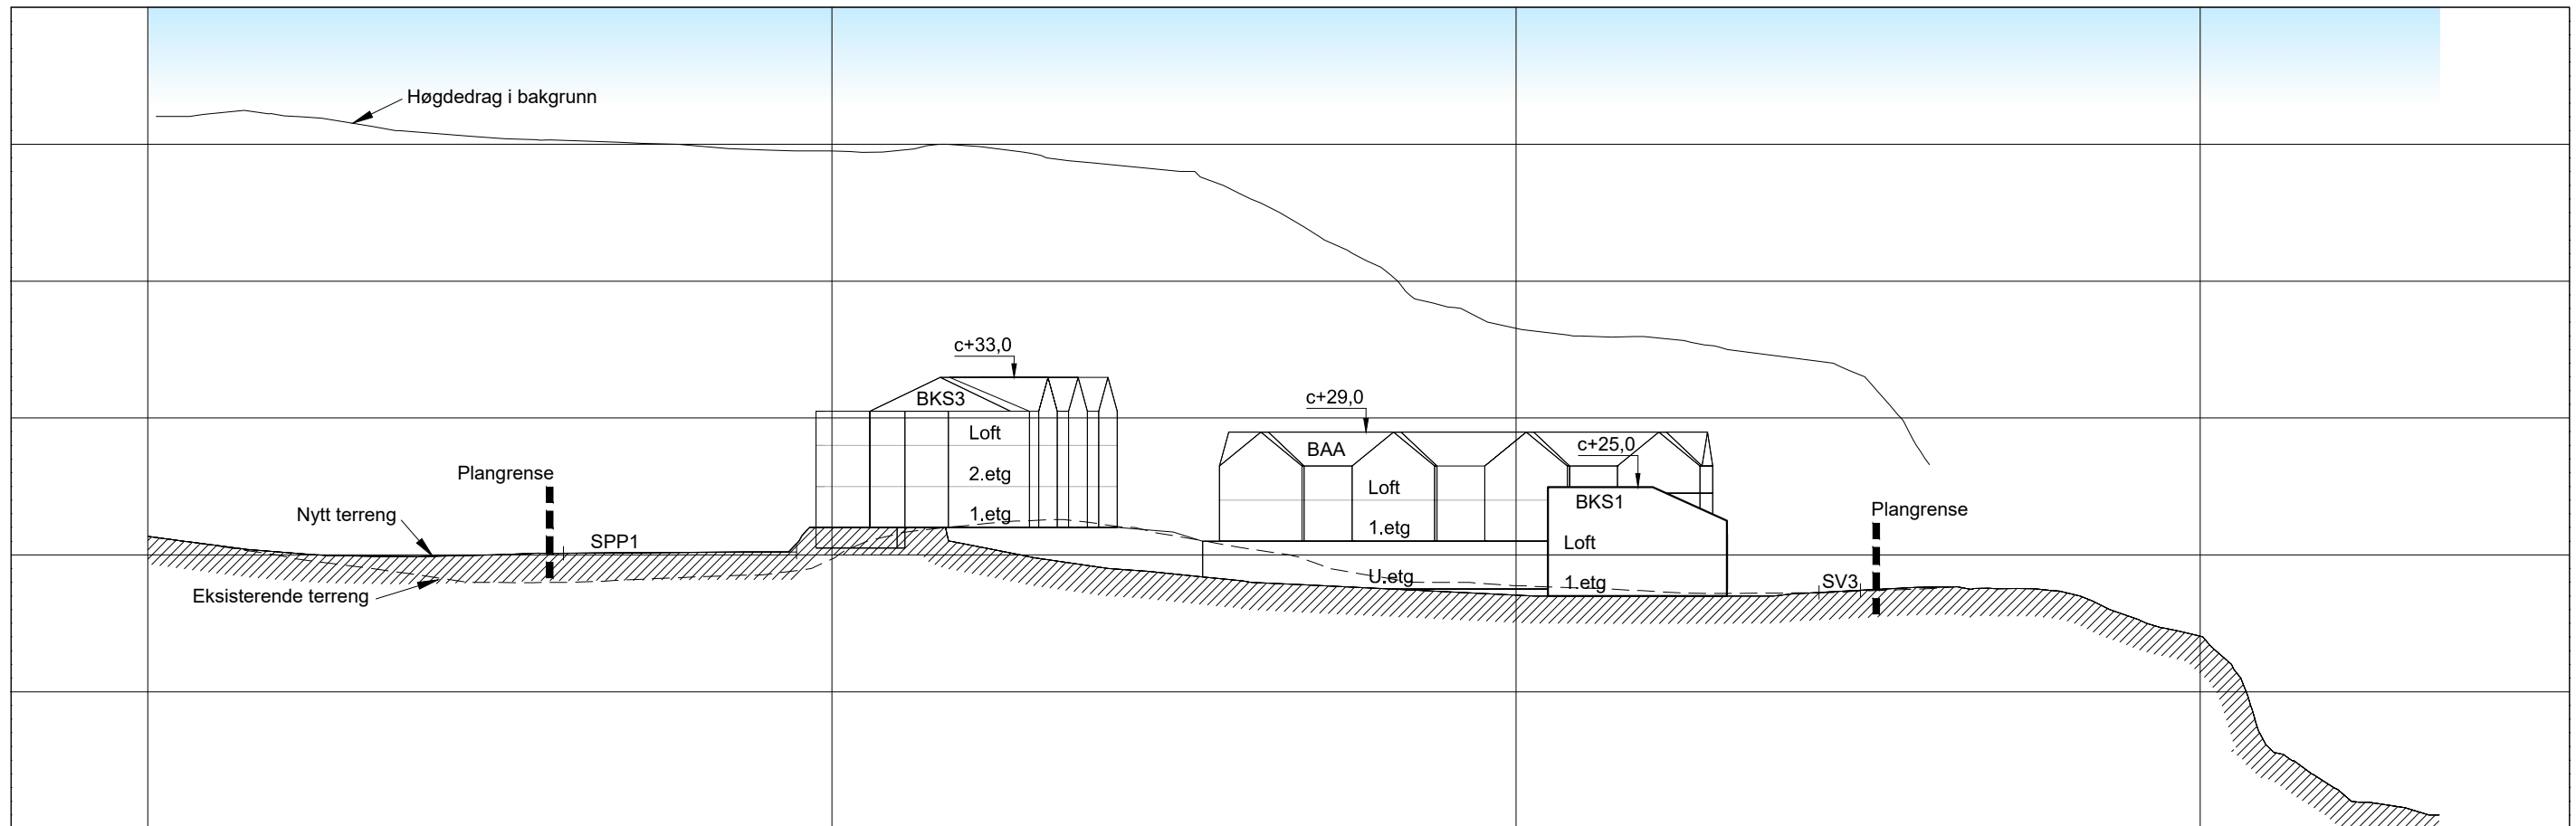 Høgdedrag i bakgrunn
c+33,0
BKS3
Loft
2.etg
1.etg
c+29,0
BAA
Loft
1.etg
U.etg
c+25,0
BKS1
Loft
1.etg
Plangrense
Nytt terreng
SPP1
Eksisterende terreng
SV3
Plangrense